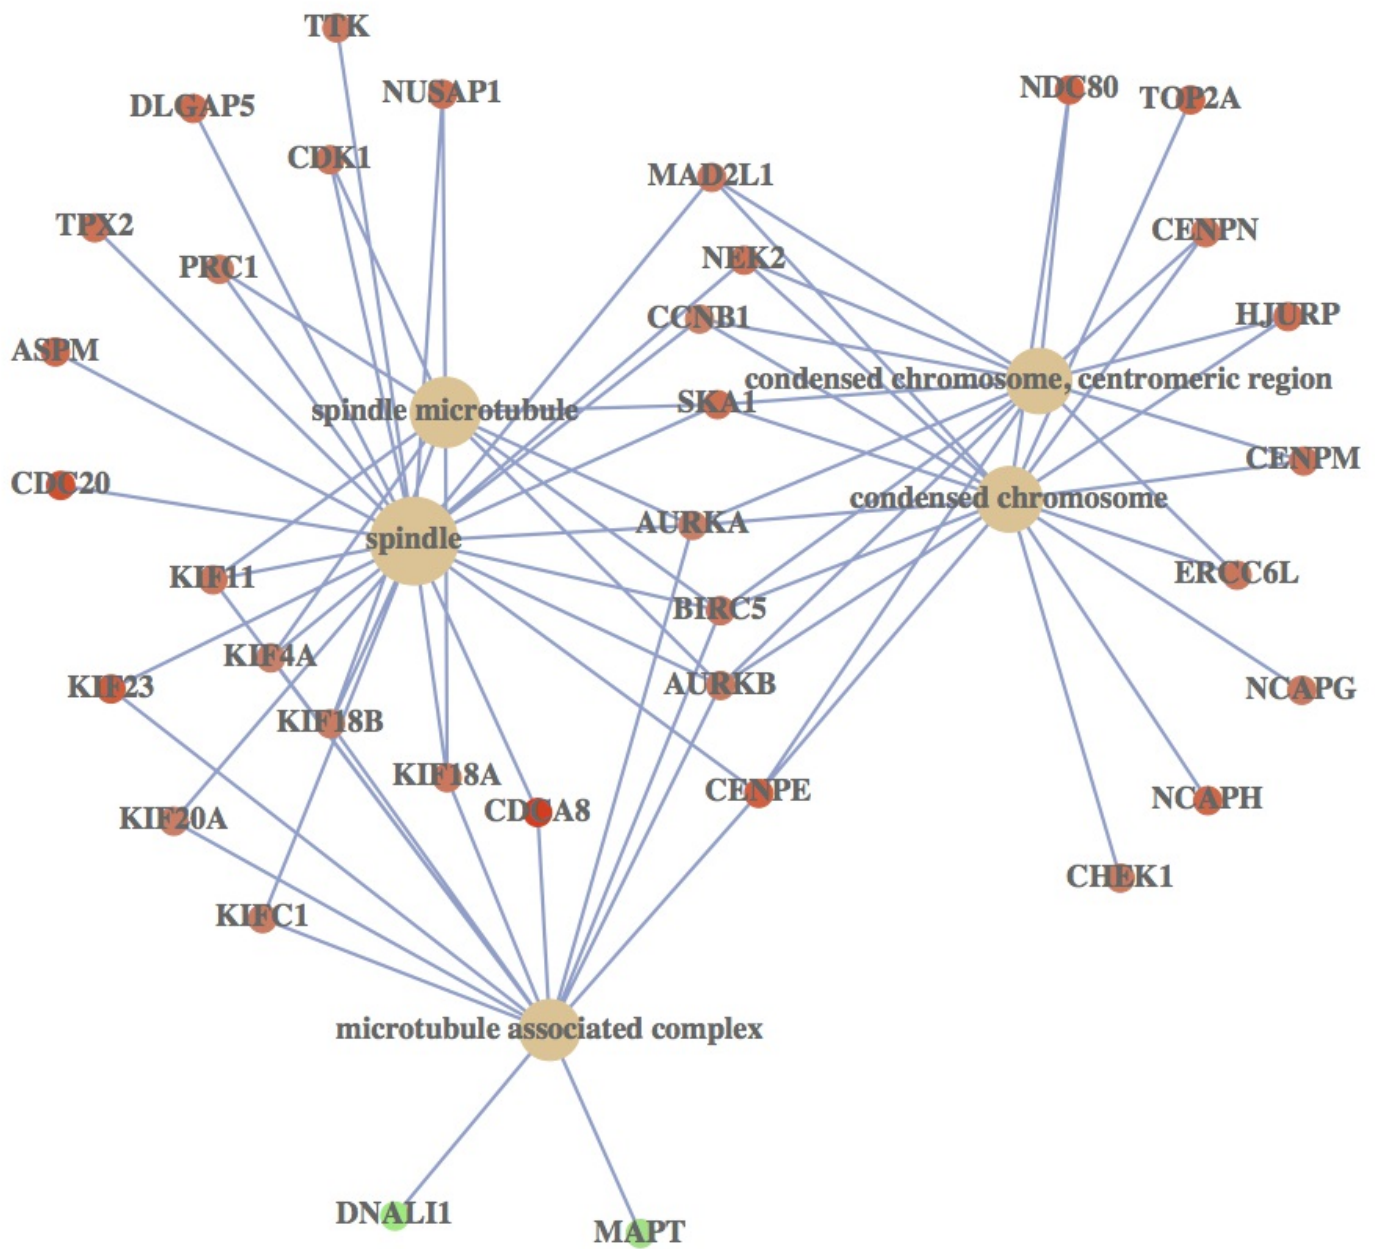 TTK
NDC80
NUSAP1
TOP2A
DLGAP5
CDK1
MAD2L1
TPX2
CENPN
NEK2
PRC1
HJURP
CCNB1
ASPM
condensed chromosome, centromeric region
SKA1
spindle microtubule
CENPM
CDC20
condensed chromosome
AURKA
spindle
ERCC6L
KIF11
BIRC5
KIF4A
AURKB
KIF23
NCAPG
KIF18B
KIF18A
CENPE
NCAPH
CDCA8
KIF20A
CHEK1
KIFC1
microtubule associated complex
DNALI1
MAPT